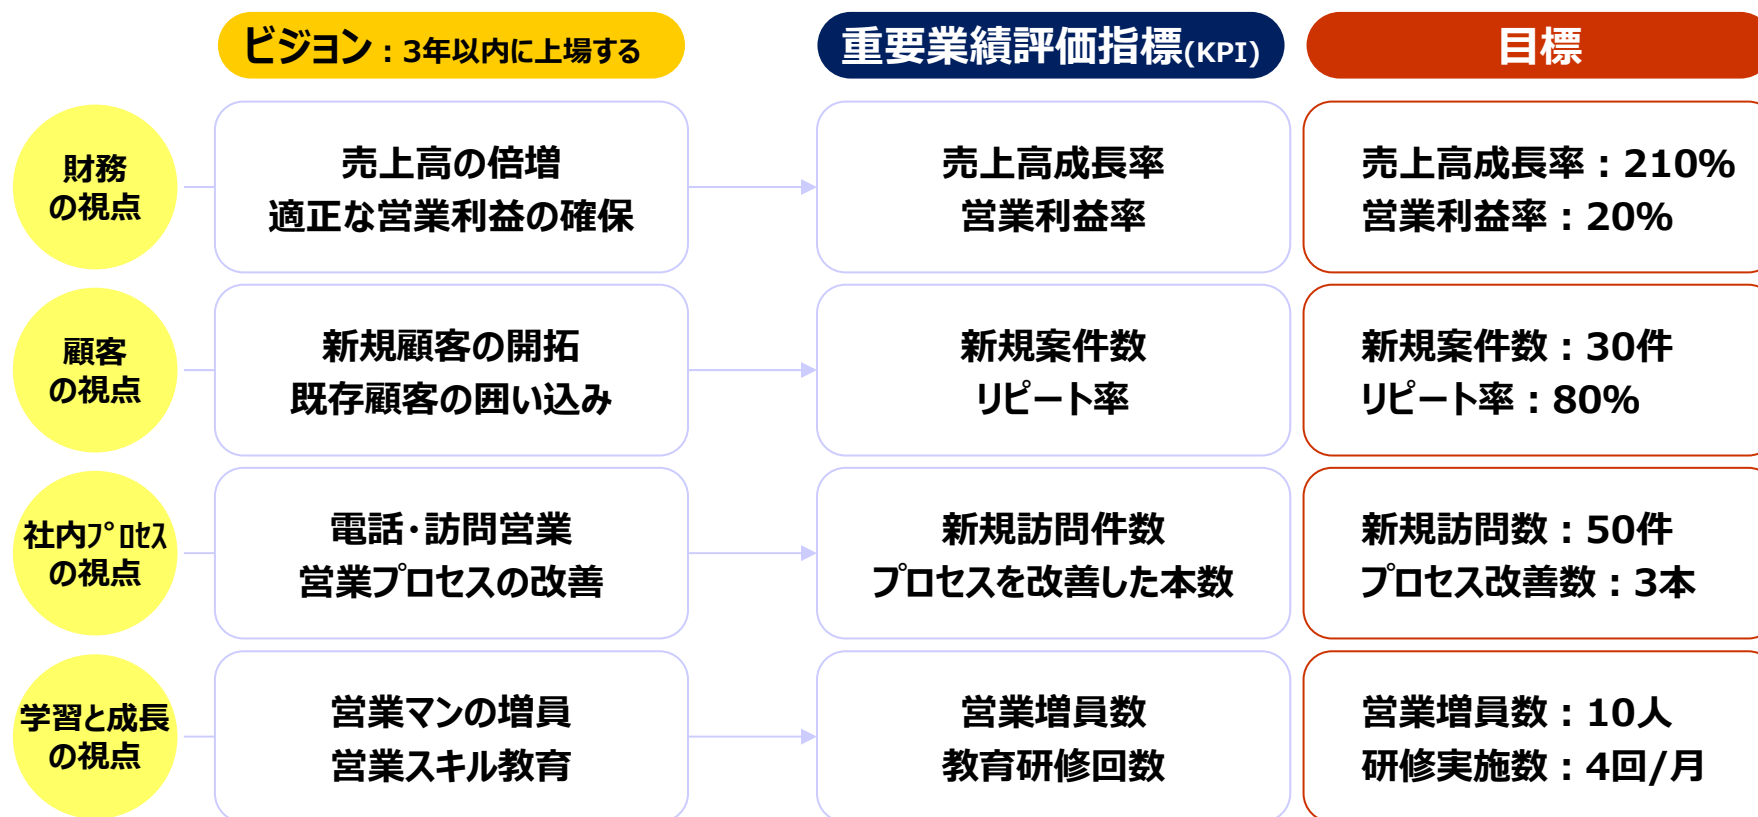 ビジョン：3年以内に上場する
重要業績評価指標(KPI)
目標
財務
の視点
売上高の倍増
適正な営業利益の確保
売上高成長率
営業利益率
売上高成長率：210%
営業利益率：20%
顧客
の視点
新規顧客の開拓
既存顧客の囲い込み
新規案件数
リピート率
新規案件数：30件
リピート率：80%
社内ﾌﾟﾛｾｽ
の視点
電話･訪問営業
営業プロセスの改善
新規訪問件数
プロセスを改善した本数
新規訪問数：50件
プロセス改善数：3本
学習と成長
の視点
営業マンの増員
営業スキル教育
営業増員数
教育研修回数
営業増員数：10人
研修実施数：4回/月